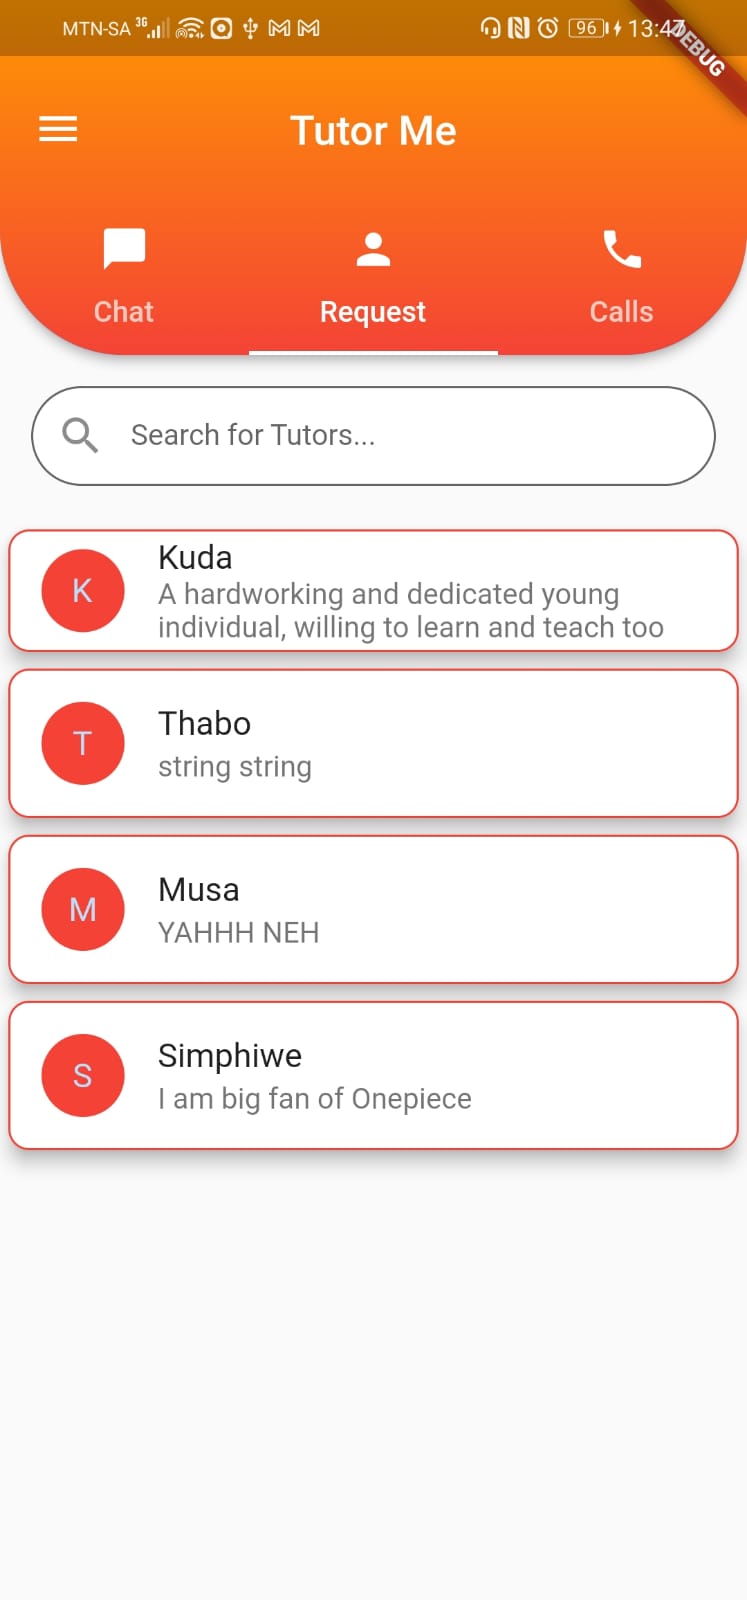 MTN-SA 3G 96 13:47
DEBUG
Tutor Me
Chat Request Calls
Search for Tutors...
K
Kuda
A hardworking and dedicated young
individual, willing to learn and teach too
T
Thabo
string string
M
Musa
YAHHH NEH
S
Simphiwe
I am big fan of Onepiece